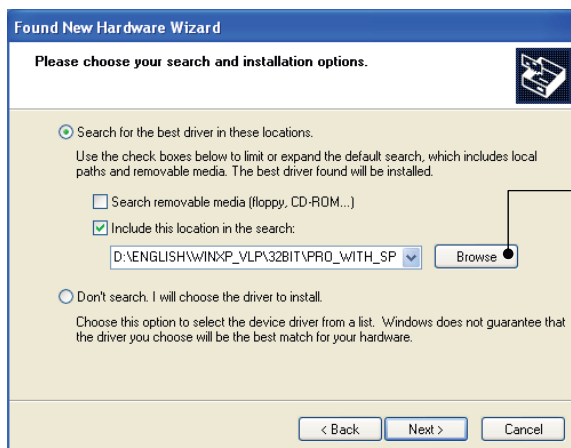 Found New Hardware Wizard
Please choose your search and installation options.
Search for the best driver in these locations.
Use the check boxes below to limit or expand the default search, which includes local
paths and removable media. The best driver found will be installed.
Search removable media (floppy, CD-ROM...)
Include this location in the search:
D:\ENGLISH\WINXP_VLP\32BIT\PRO_WITH_SP
Browse
Don't search. I will choose the driver to install.
Choose this option to select the device driver from a list. Windows does not guarantee that
the driver you choose will be the best match for your hardware.
< Back Next > Cancel